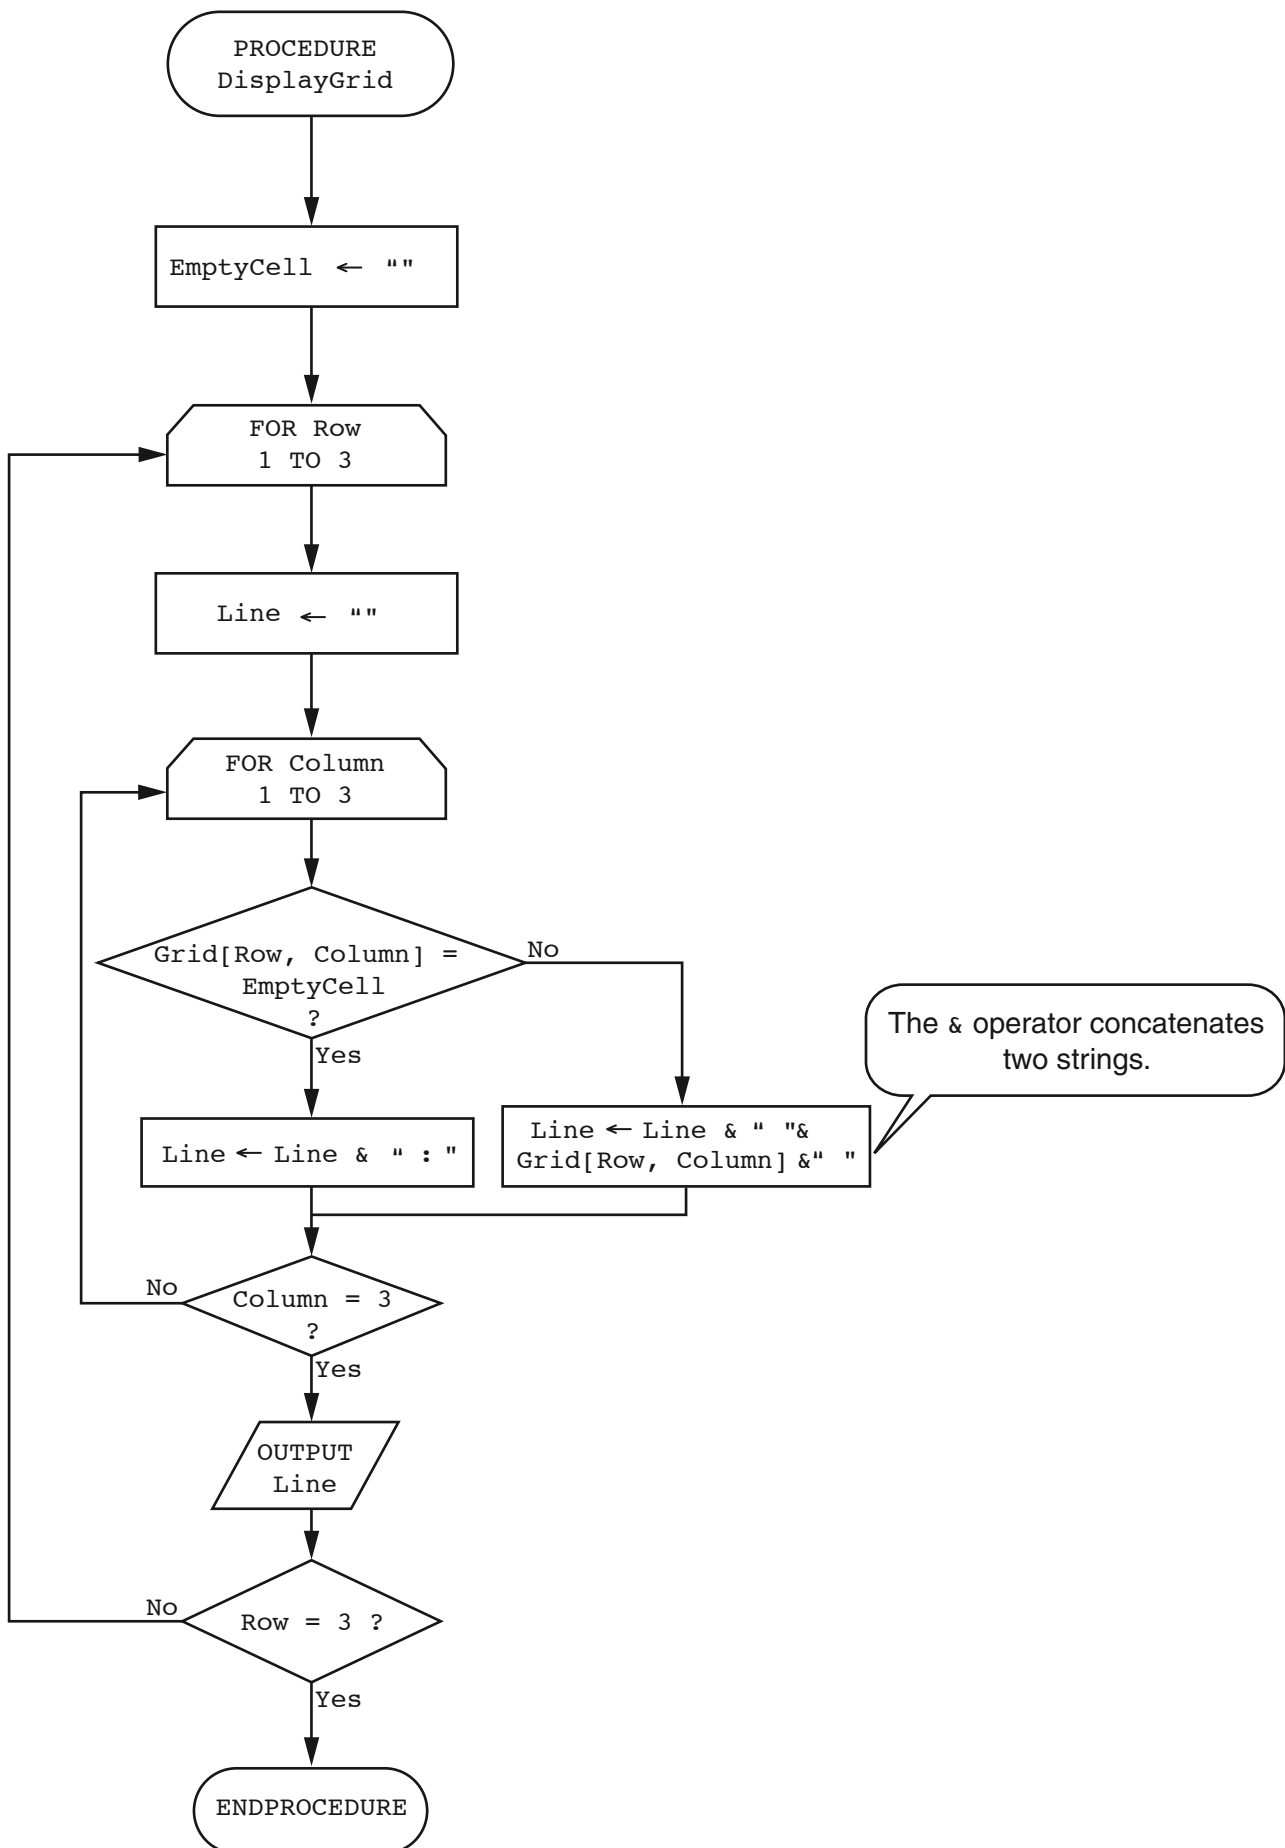 PROCEDURE
DisplayGrid
EmptyCell ← “"
FOR Row
1 TO 3
Line ← “"
FOR Column
1 TO 3
Grid[Row, Column] =
EmptyCell
?
No
Yes
The & operator concatenates
two strings.
Line ← Line & “ : "
Line ← Line & “ "&
Grid[Row, Column] &“ "
No
Column = 3
?
Yes
OUTPUT
Line
No
Row = 3 ?
Yes
ENDPROCEDURE